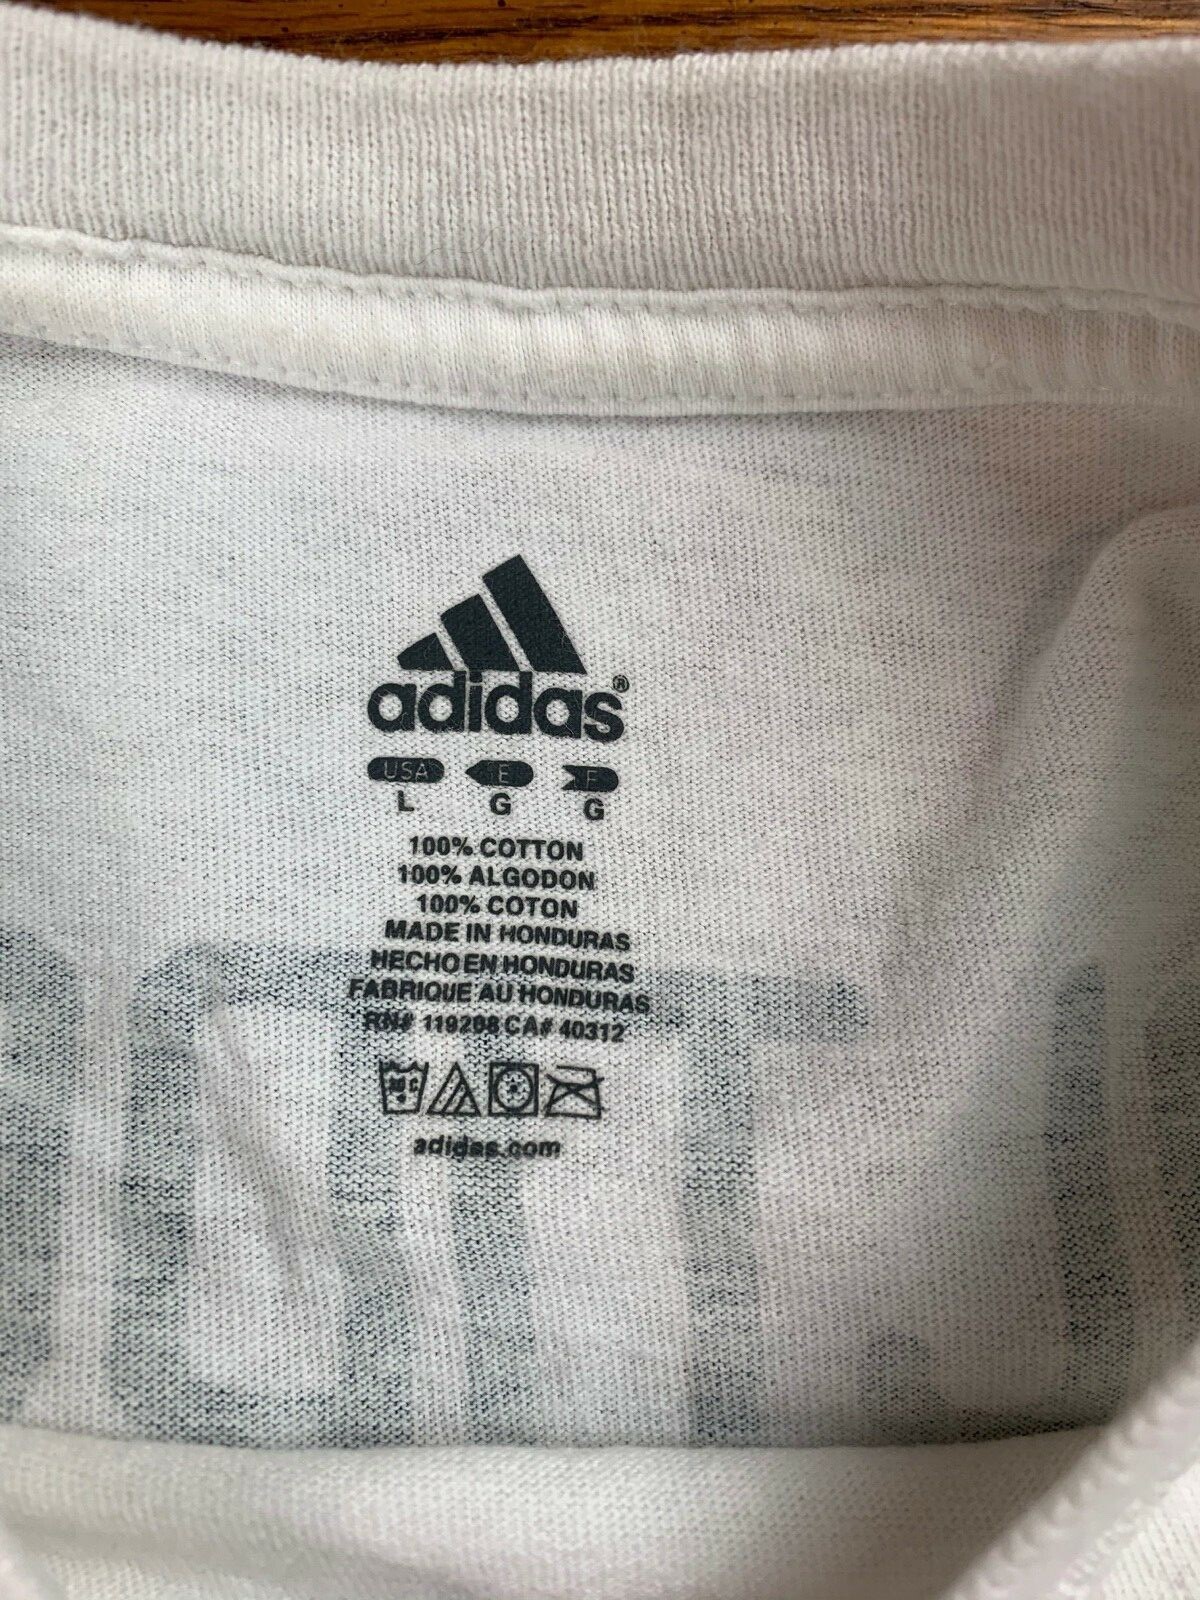 adidas®
USA E F
L G G
100% COTTON
100% ALGODON
100% COTON
MADE IN HONDURAS
HECHO EN HONDURAS
FABRIQUE AU HONDURAS
RN# 119208 CA# 40312
adidas.com